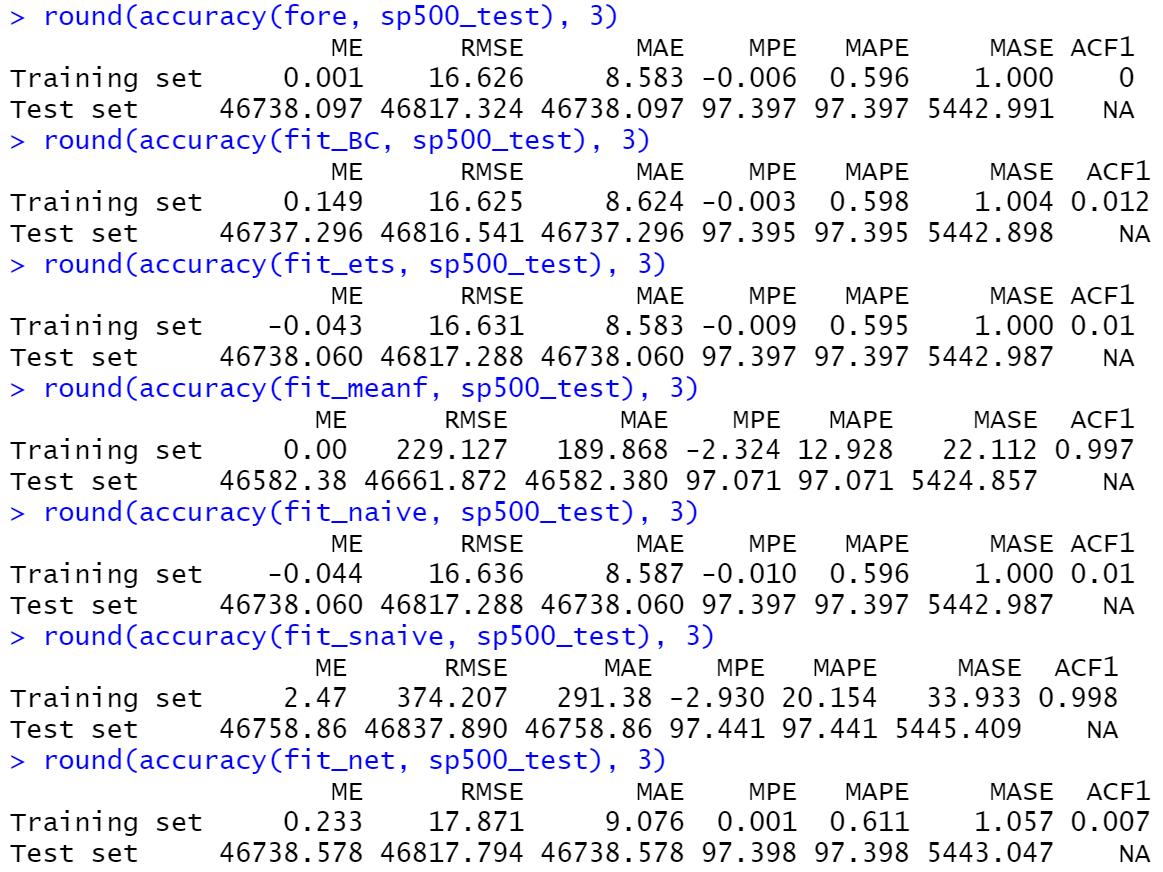 > round(accuracy(fore, sp500_test), 3)
ME RMSE MAE MPE MAPE MASE ACF1
Training set 0.001 16.626 8.583 -0.006 0.596 1.000 0
Test set 46738.097 46817.324 46738.097 97.397 97.397 5442.991 NA
> round(accuracy(fit_BC, sp500_test), 3)
ME RMSE MAE MPE MAPE MASE ACF1
Training set 0.149 16.625 8.624 -0.003 0.598 1.004 0.012
Test set 46737.296 46816.541 46737.296 97.395 97.395 5442.898 NA
> round(accuracy(fit_ets, sp500_test), 3)
ME RMSE MAE MPE MAPE MASE ACF1
Training set -0.043 16.631 8.583 -0.009 0.595 1.000 0.01
Test set 46738.060 46817.288 46738.060 97.397 97.397 5442.987 NA
> round(accuracy(fit_meanf, sp500_test), 3)
ME RMSE MAE MPE MAPE MASE ACF1
Training set 0.00 229.127 189.868 -2.324 12.928 22.112 0.997
Test set 46582.38 46661.872 46582.380 97.071 97.071 5424.857 NA
> round(accuracy(fit_naive, sp500_test), 3)
ME RMSE MAE MPE MAPE MASE ACF1
Training set -0.044 16.636 8.587 -0.010 0.596 1.000 0.01
Test set 46738.060 46817.288 46738.060 97.397 97.397 5442.987 NA
> round(accuracy(fit_snaive, sp500_test), 3)
ME RMSE MAE MPE MAPE MASE ACF1
Training set 2.47 374.207 291.38 -2.930 20.154 33.933 0.998
Test set 46758.86 46837.890 46758.86 97.441 97.441 5445.409 NA
> round(accuracy(fit_net, sp500_test), 3)
ME RMSE MAE MPE MAPE MASE ACF1
Training set 0.233 17.871 9.076 0.001 0.611 1.057 0.007
Test set 46738.578 46817.794 46738.578 97.398 97.398 5443.047 NA